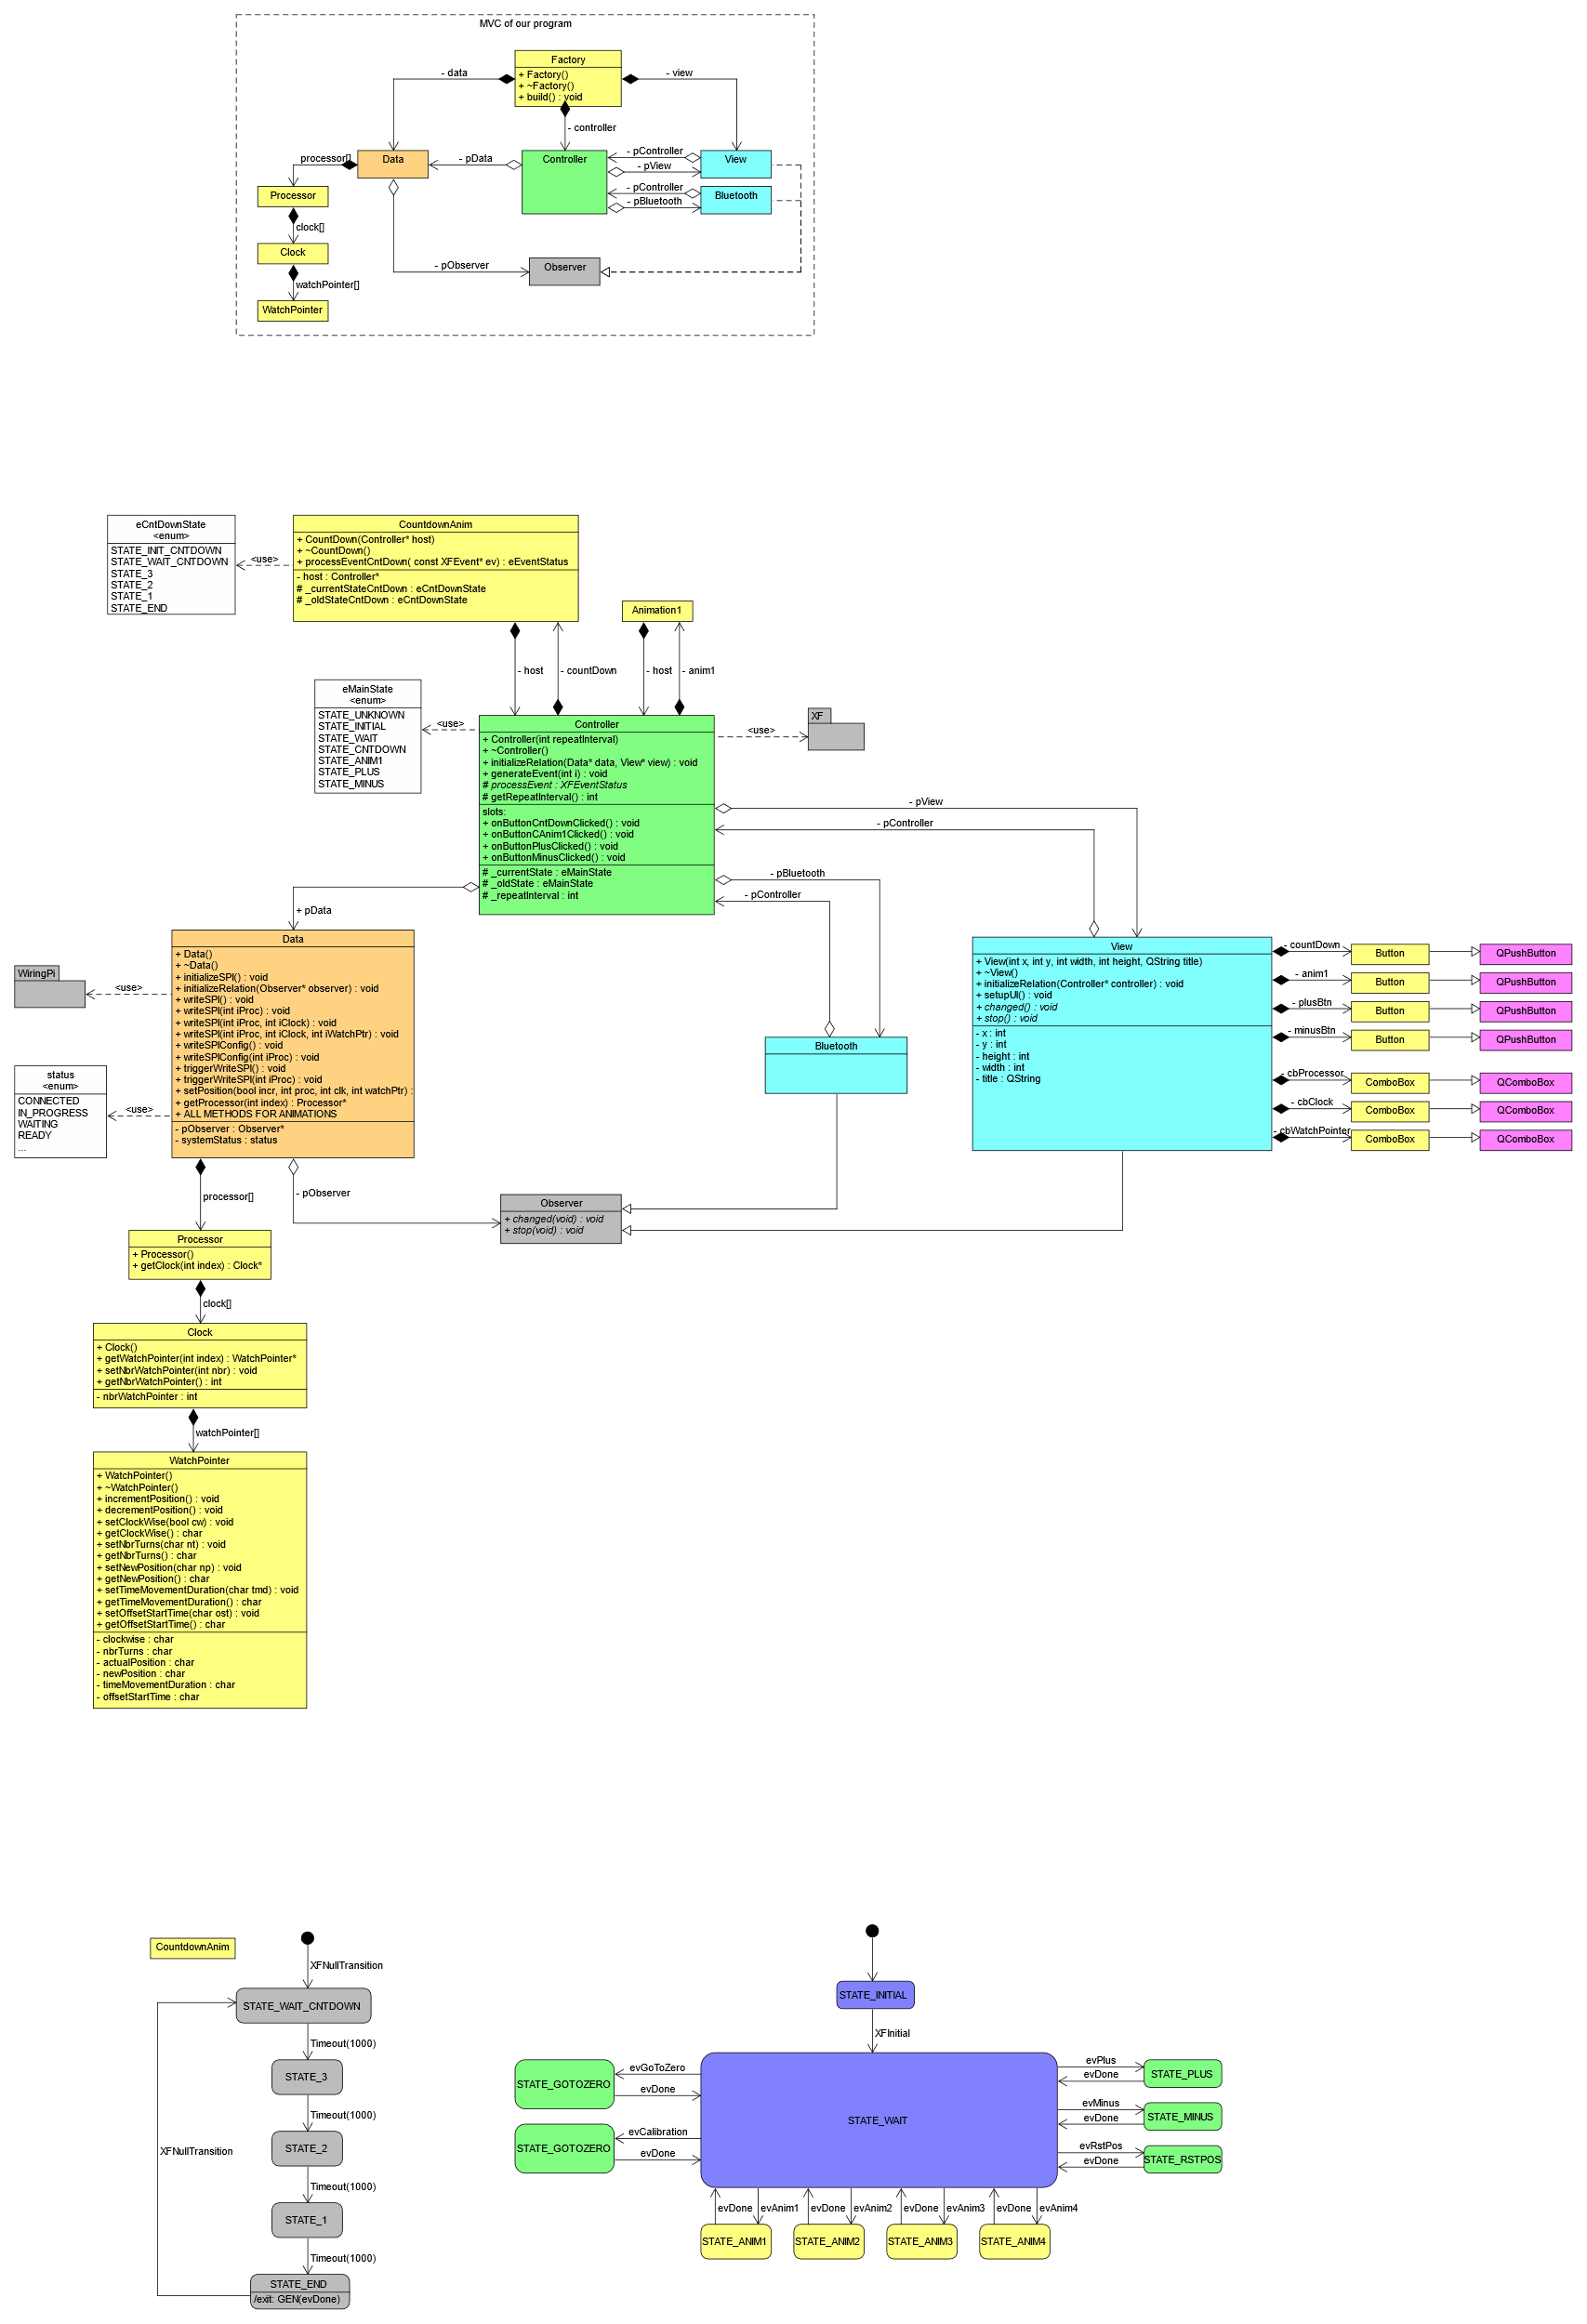 MVC of our program
Factory
+ Factory()
+ ~Factory()
+ build() : void
- data
- view
- controller
processor[]
Data
- pData
Controller
- pController
- pView
View
- pController
- pBluetooth
Bluetooth
Processor
clock[]
Clock
- pObserver
Observer
watchPointer[]
WatchPointer
eCntDownState
<enum>
STATE_INIT_CNTDOWN
STATE_WAIT_CNTDOWN
STATE_3
STATE_2
STATE_1
STATE_END
<use>
CountdownAnim
+ CountDown(Controller* host)
+ ~CountDown()
+ processEventCntDown( const XFEvent* ev) : eEventStatus
- host : Controller*
# _currentStateCntDown : eCntDownState
# _oldStateCntDown : eCntDownState
Animation1
- host
- countDown
- host
- anim1
eMainState
<enum>
STATE_UNKNOWN
STATE_INITIAL
STATE_WAIT
STATE_CNTDOWN
STATE_ANIM1
STATE_PLUS
STATE_MINUS
<use>
Controller
+ Controller(int repeatInterval)
+ ~Controller()
+ initializeRelation(Data* data, View* view) : void
+ generateEvent(int i) : void
# processEvent : XFEventStatus
# getRepeatInterval() : int
slots:
+ onButtonCntDownClicked() : void
+ onButtonCAnim1Clicked() : void
+ onButtonPlusClicked() : void
+ onButtonMinusClicked() : void
# _currentState : eMainState
# _oldState : eMainState
# _repeatInterval : int
<use>
XF
- pView
- pController
- pBluetooth
- pController
+ pData
WiringPi
<use>
status
<enum>
CONNECTED
IN_PROGRESS
WAITING
READY
...
<use>
Data
+ Data()
+ ~Data()
+ initializeSPI() : void
+ initializeRelation(Observer* observer) : void
+ writeSPI() : void
+ writeSPI(int iProc) : void
+ writeSPI(int iProc, int iClock) : void
+ writeSPI(int iProc, int iClock, int iWatchPtr) : void
+ writeSPIConfig() : void
+ writeSPIConfig(int iProc) : void
+ triggerWriteSPI() : void
+ triggerWriteSPI(int iProc) : void
+ setPosition(bool incr, int proc, int clk, int watchPtr) :
+ getProcessor(int index) : Processor*
+ ALL METHODS FOR ANIMATIONS
- pObserver : Observer*
- systemStatus : status
Bluetooth
View
+ View(int x, int y, int width, int height, QString title)
+ ~View()
+ initializeRelation(Controller* controller) : void
+ setupUI() : void
+ changed() : void
+ stop() : void
- x : int
- y : int
- height : int
- width : int
- title : QString
- countDown
Button
QPushButton
- anim1
Button
QPushButton
- plusBtn
Button
QPushButton
- minusBtn
Button
QPushButton
- cbProcessor
ComboBox
QComboBox
- cbClock
ComboBox
QComboBox
- cbWatchPointer
ComboBox
QComboBox
processor[]
- pObserver
Observer
+ changed(void) : void
+ stop(void) : void
Processor
+ Processor()
+ getClock(int index) : Clock*
clock[]
Clock
+ Clock()
+ getWatchPointer(int index) : WatchPointer*
+ setNbrWatchPointer(int nbr) : void
+ getNbrWatchPointer() : int
- nbrWatchPointer : int
watchPointer[]
WatchPointer
+ WatchPointer()
+ ~WatchPointer()
+ incrementPosition() : void
+ decrementPosition() : void
+ setClockWise(bool cw) : void
+ getClockWise() : char
+ setNbrTurns(char nt) : void
+ getNbrTurns() : char
+ setNewPosition(char np) : void
+ getNewPosition() : char
+ setTimeMovementDuration(char tmd) : void
+ getTimeMovementDuration() : char
+ setOffsetStartTime(char ost) : void
+ getOffsetStartTime() : char
- clockwise : char
- nbrTurns : char
- actualPosition : char
- newPosition : char
- timeMovementDuration : char
- offsetStartTime : char
CountdownAnim
XFNullTransition
STATE_WAIT_CNTDOWN
Timeout(1000)
STATE_3
Timeout(1000)
STATE_2
XFNullTransition
Timeout(1000)
STATE_1
Timeout(1000)
STATE_END
/exit: GEN(evDone)
STATE_INITIAL
XFInitial
STATE_GOTOZERO
evGoToZero
evDone
STATE_GOTOZERO
evCalibration
evDone
STATE_WAIT
evPlus
evDone
STATE_PLUS
evMinus
evDone
STATE_MINUS
evRstPos
evDone
STATE_RSTPOS
evDone
evAnim1
evDone
evAnim2
evDone
evAnim3
evDone
evAnim4
STATE_ANIM1
STATE_ANIM2
STATE_ANIM3
STATE_ANIM4